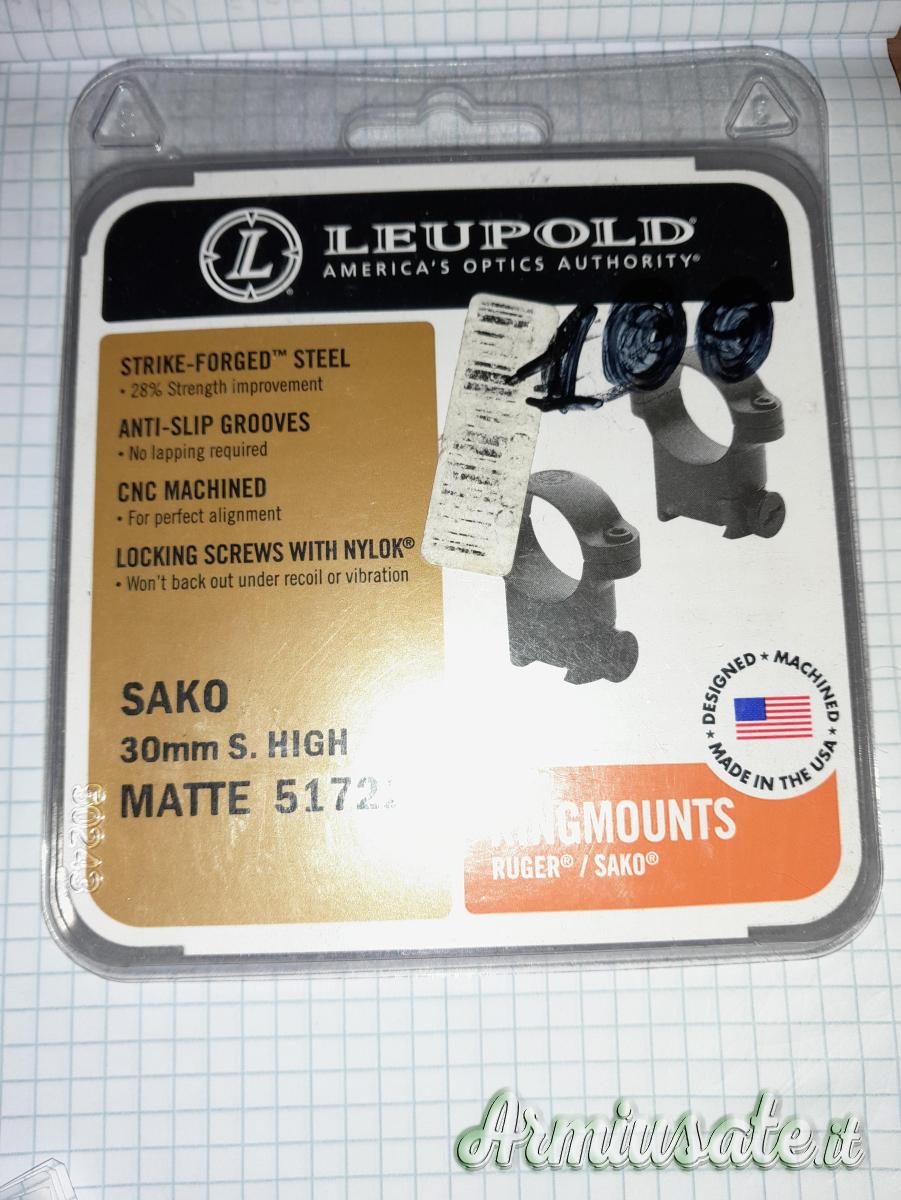 LEUPOLD®
AMERICA'S OPTICS AUTHORITY®
100
STRIKE-FORGED™ STEEL
• 28% Strength improvement
ANTI-SLIP GROOVES
• No lapping required
CNC MACHINED
• For perfect alignment
LOCKING SCREWS WITH NYLOK®
• Won't back out under recoil or vibration
SAKO
30mm S. HIGH
MATTE
DESIGNED ★ MACHINED ★ MADE IN THE USA ★
RINGMOUNTS
RUGER® / SAKO®
Armiusate.it